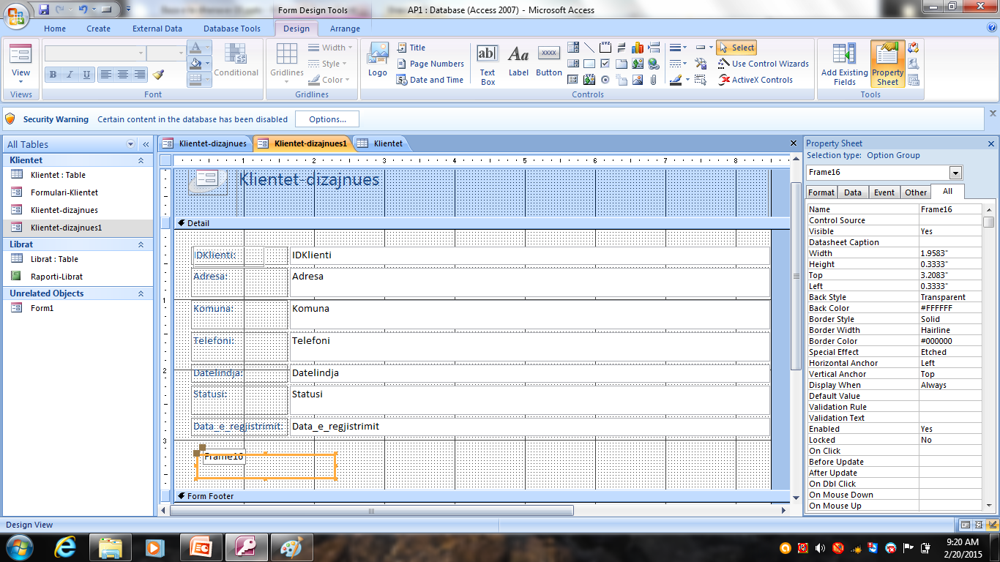 Form Design Tools
AP1 : Database (Access 2007) - Microsoft Access
Home Create External Data Database Tools Design Arrange
View
Views
B I U
Conditional
Font
Gridlines
Width
Style
Color
Gridlines
Logo
Title
Page Numbers
Date and Time
ab|
Text Box
Aa
Label
xxxx
Button
Select
Use Control Wizards
ActiveX Controls
Controls
Add Existing Fields
Property Sheet
Tools
Security Warning Certain content in the database has been disabled Options...
All Tables
Klientet
Klientet : Table
Formulari-Klientet
Klientet-dizajnues
Klientet-dizajnues1
Librat
Librat : Table
Raporti-Librat
Unrelated Objects
Form1
Klientet-dizajnues Klientet-dizajnues1 Klientet
1 2 3 4 5 6 7 8
Klientet-dizajnues
Detail
IDKlienti: IDKlienti
Adresa: Adresa
1
Komuna: Komuna
Telefoni: Telefoni
2
Datelindja: Datelindja
Statusi: Statusi
Data_e_regjistrimit: Data_e_regjistrimit
3
Frame16
Form Footer
Property Sheet
Selection type: Option Group
Frame16
Format Data Event Other All
Name Frame16
Control Source
Visible Yes
Datasheet Caption
Width 1.9583"
Height 0.3333"
Top 3.2083"
Left 0.3333"
Back Style Transparent
Back Color #FFFFFF
Border Style Solid
Border Width Hairline
Border Color #000000
Special Effect Etched
Horizontal Anchor Left
Vertical Anchor Top
Display When Always
Default Value
Validation Rule
Validation Text
Enabled Yes
Locked No
On Click
Before Update
After Update
On Dbl Click
On Mouse Down
On Mouse Up
Design View
9:20 AM
2/20/2015